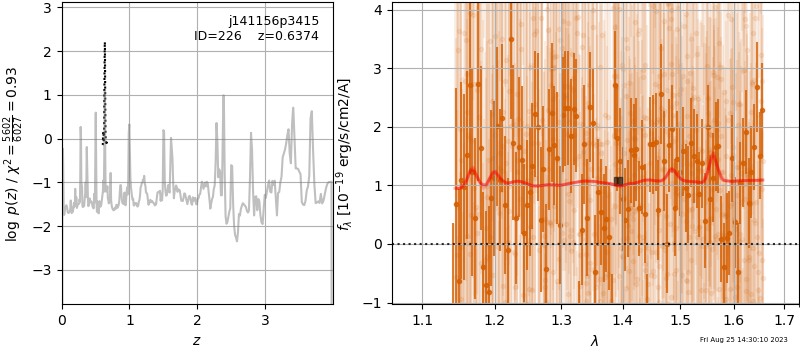 j141156p3415
ID=226 z=0.6374
log p(z) / χ² = 5602/6027 = 0.93
3
2
1
0
−1
−2
−3
0 1 2 3
z
f_λ [10⁻¹⁹ erg/s/cm2/A]
4
3
2
1
0
−1
1.1 1.2 1.3 1.4 1.5 1.6 1.7
λ
Fri Aug 25 14:30:10 2023